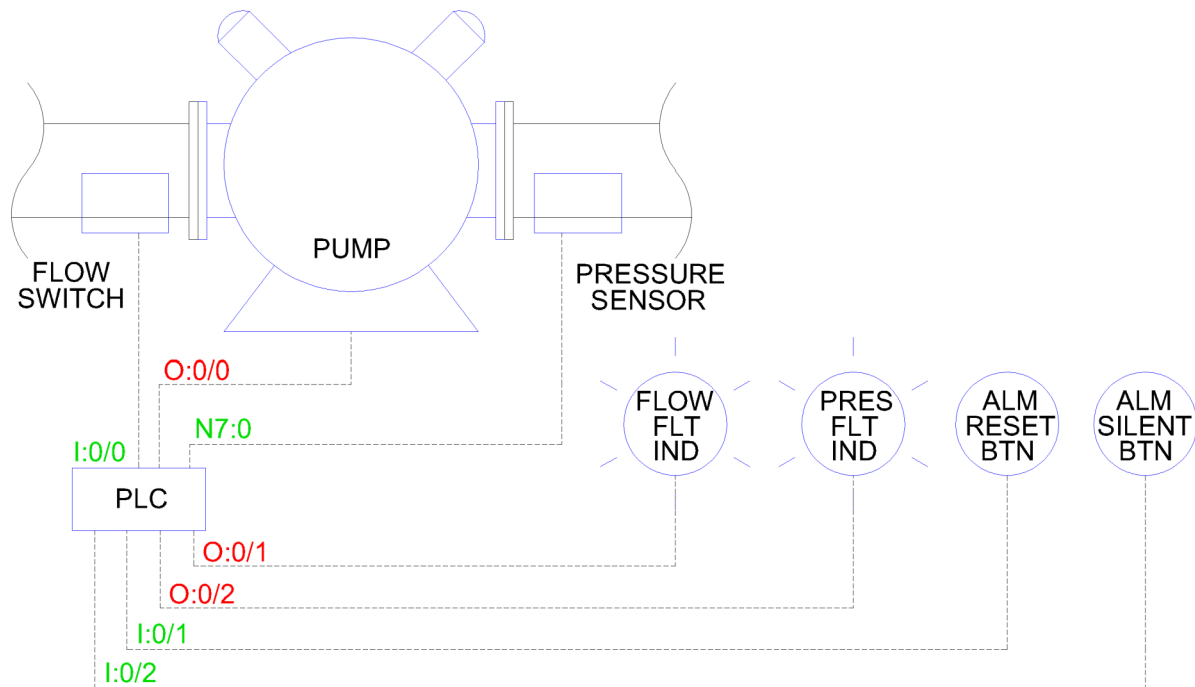 PUMP
FLOW
SWITCH
PRESSURE
SENSOR
O:0/0
N7:0
I:0/0
PLC
FLOW
FLT
IND
PRES
FLT
IND
ALM
RESET
BTN
ALM
SILENT
BTN
O:0/1
O:0/2
I:0/1
I:0/2